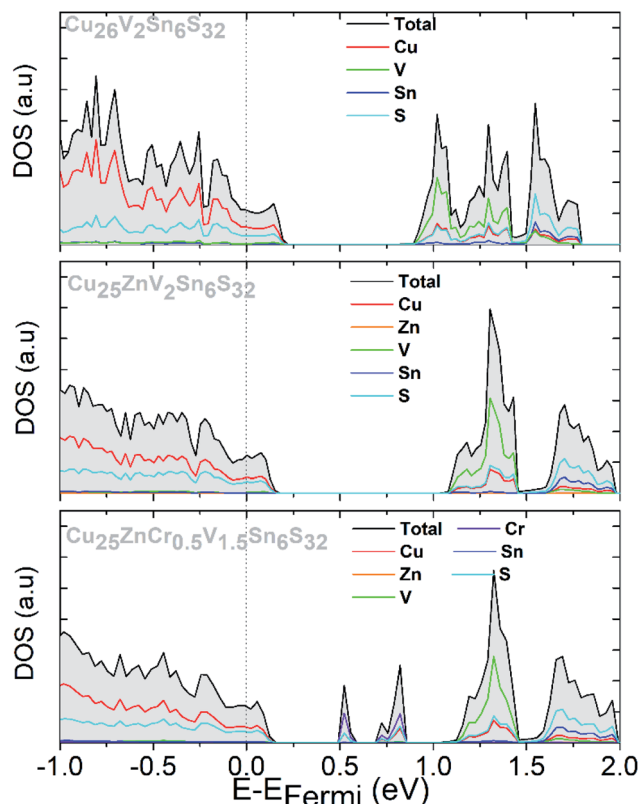 Cu26V2Sn6S32
Total
Cu
V
Sn
S
DOS (a.u)
Cu25ZnV2Sn6S32
Total
Cu
Zn
V
Sn
S
DOS (a.u)
Cu25ZnCr0.5V1.5Sn6S32
Total Cr
Cu Sn
Zn S
V
DOS (a.u)
-1.0 -0.5 0.0 0.5 1.0 1.5 2.0
E-EFermi (eV)